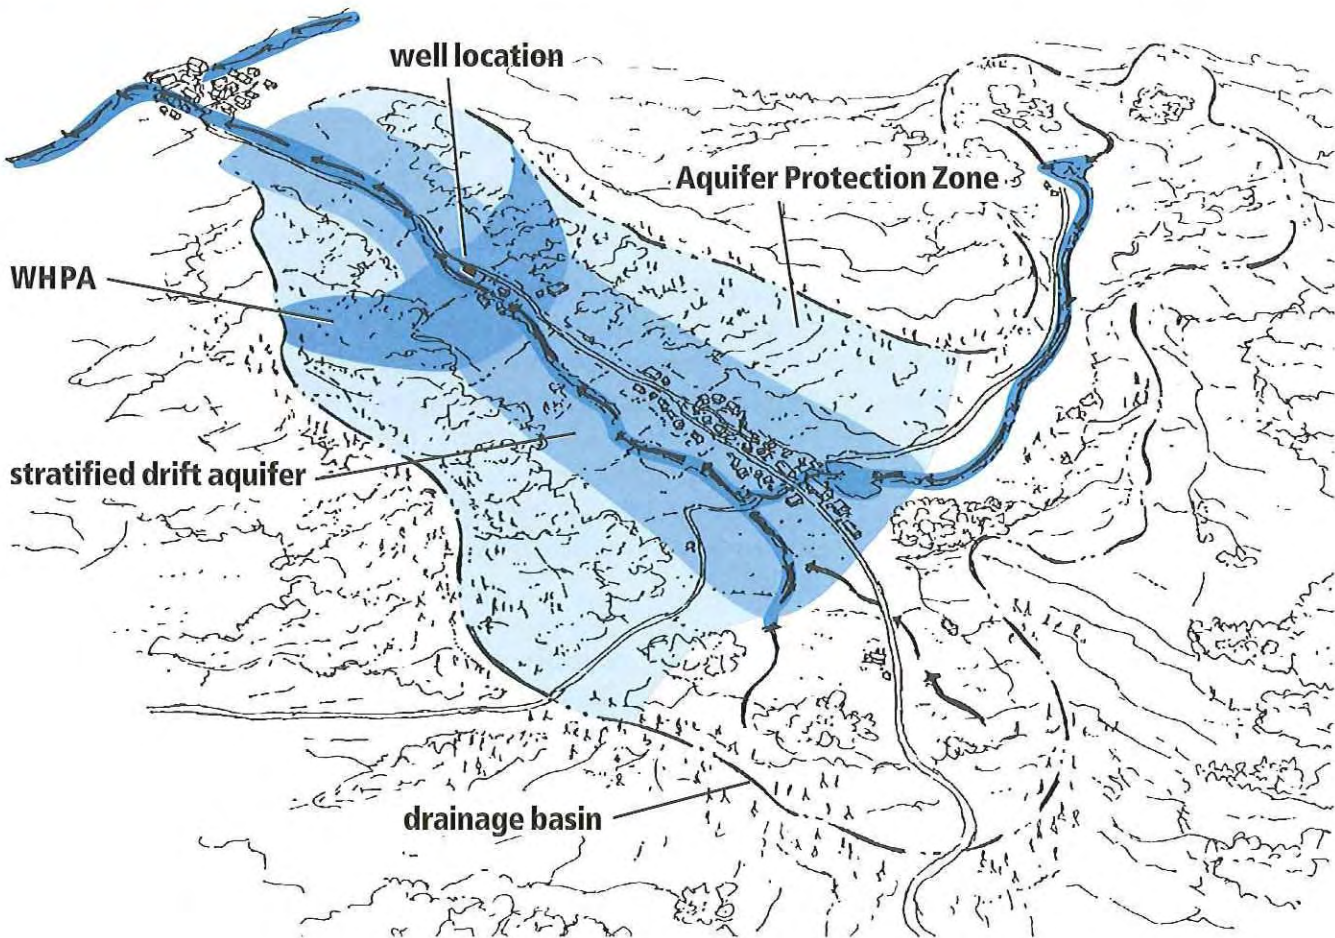 well location
Aquifer Protection Zone
WHPA
stratified drift aquifer
drainage basin